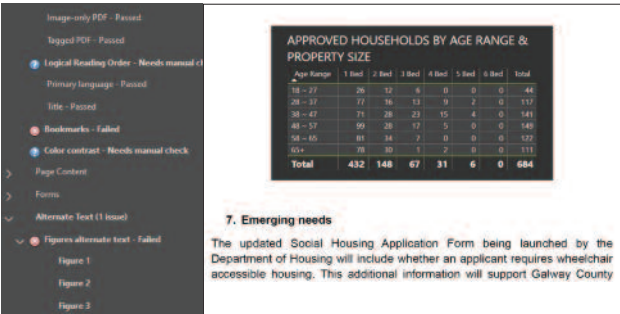 Image-only PDF - Passed
Tagged PDF - Passed
Logical Reading Order - Needs manual cl
Primary language - Passed
Title - Passed
Bookmarks - Failed
Color contrast - Needs manual check
Page Content
Forms
Alternate Text (1 issue)
Figures alternate text - Failed
Figure 1
Figure 2
Figure 3
APPROVED HOUSEHOLDS BY AGE RANGE &
PROPERTY SIZE
Age Range 1 Bed 2 Bed 3 Bed 4 Bed 5 Bed 6 Bed Total
18 – 27 26 12 6 0 0 0 44
28 – 37 77 16 13 9 2 0 117
38 – 47 71 28 23 15 4 0 141
48 – 57 99 28 17 5 0 0 149
58 – 65 81 34 7 0 0 0 122
65+ 78 30 1 2 0 0 111
Total 432 148 67 31 6 0 684
7. Emerging needs
The updated Social Housing Application Form being launched by the
Department of Housing will include whether an applicant requires wheelchair
accessible housing. This additional information will support Galway County